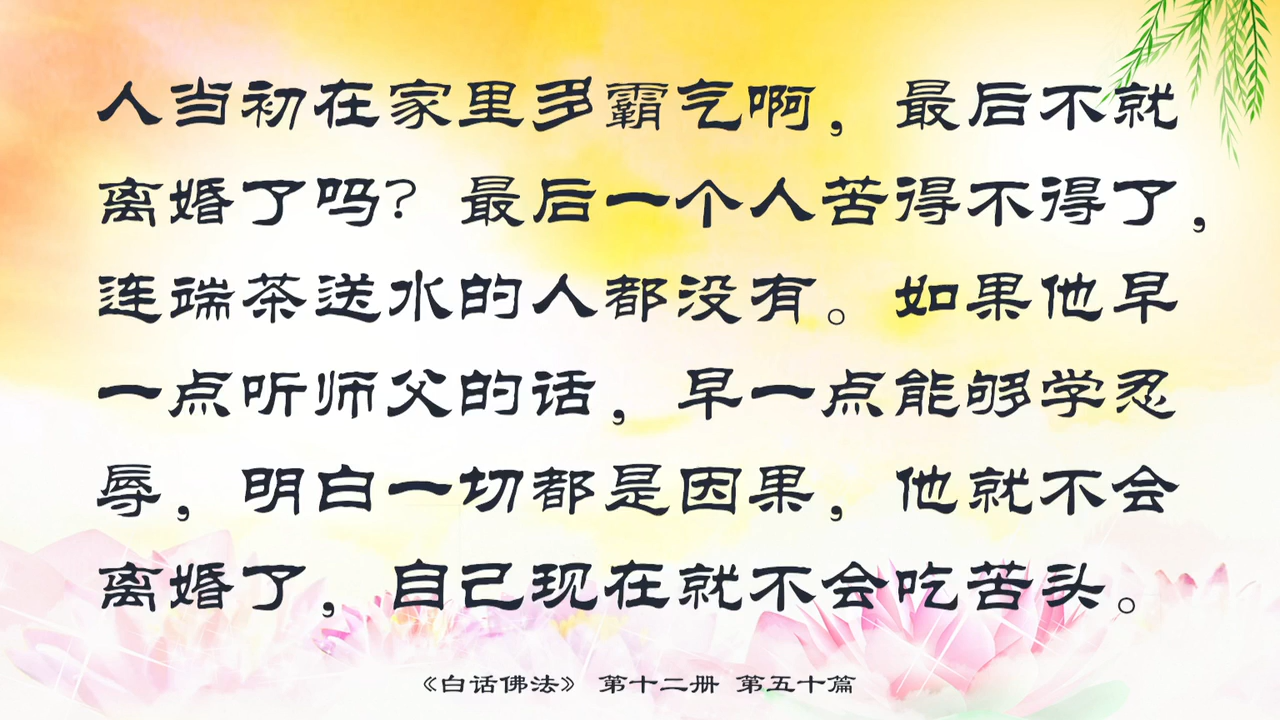 人当初在家里多霸气啊，最后不就
离婚了吗？最后一个人苦得不得了，
连端茶送水的人都没有。如果他早
一点听师父的话，早一点能够学忍
辱，明白一切都是因果，他就不会
离婚了，自己现在就不会吃苦头。
《白话佛法》 第十二册 第五十篇